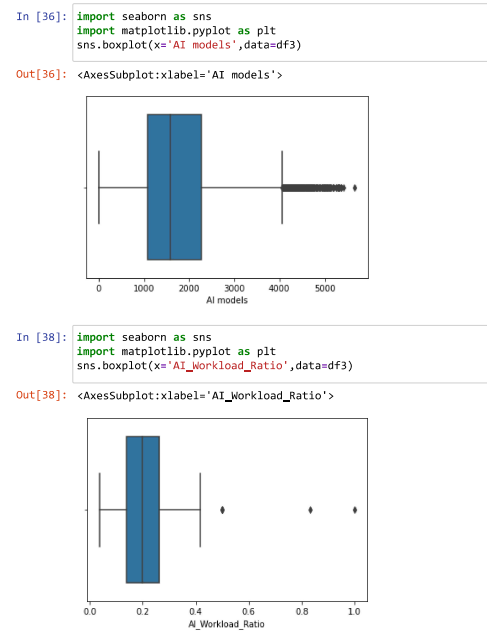 In [36]: import seaborn as sns
import matplotlib.pyplot as plt
sns.boxplot(x='AI models',data=df3)
Out[36]: <AxesSubplot:xlabel='AI models'>
0 1000 2000 3000 4000 5000
AI models
In [38]: import seaborn as sns
import matplotlib.pyplot as plt
sns.boxplot(x='AI_Workload_Ratio',data=df3)
Out[38]: <AxesSubplot:xlabel='AI_Workload_Ratio'>
0.0 0.2 0.4 0.6 0.8 1.0
AI_Workload_Ratio